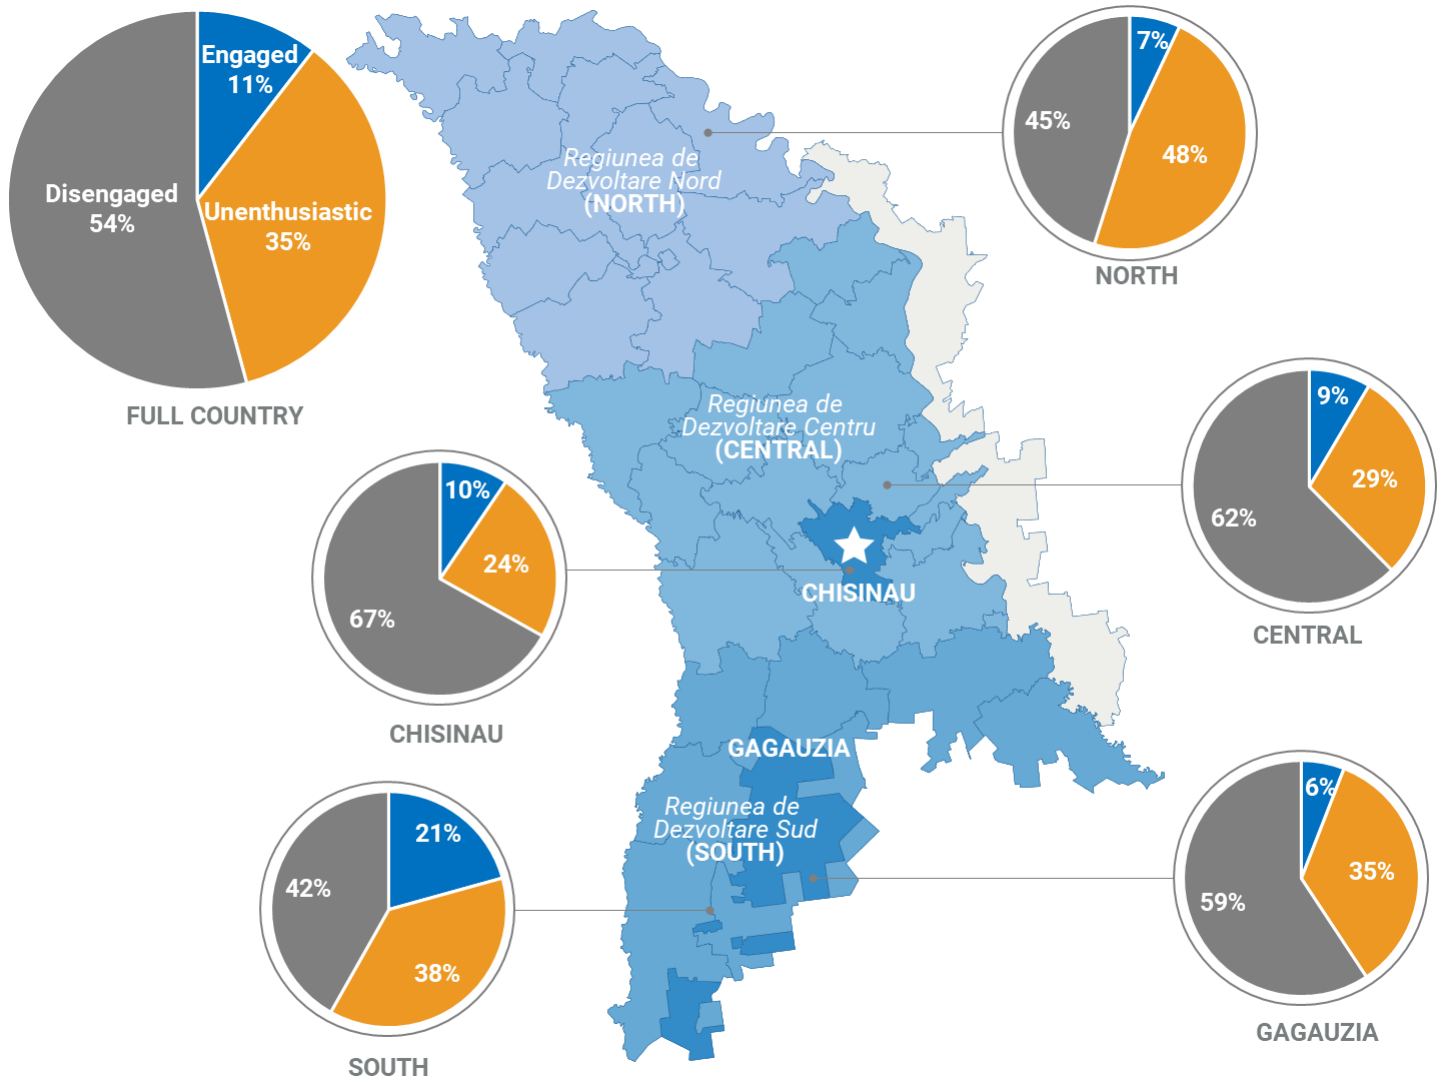 Engaged
11%
Disengaged
54%
Unenthusiastic
35%
FULL COUNTRY
7%
45%
48%
NORTH
Regiunea de
Dezvoltare Nord
(NORTH)
Regiunea de
Dezvoltare Centru
(CENTRAL)
9%
29%
62%
CENTRAL
10%
24%
67%
CHISINAU
CHISINAU
GAGAUZIA
Regiunea de
Dezvoltare Sud
(SOUTH)
21%
42%
38%
SOUTH
6%
35%
59%
GAGAUZIA